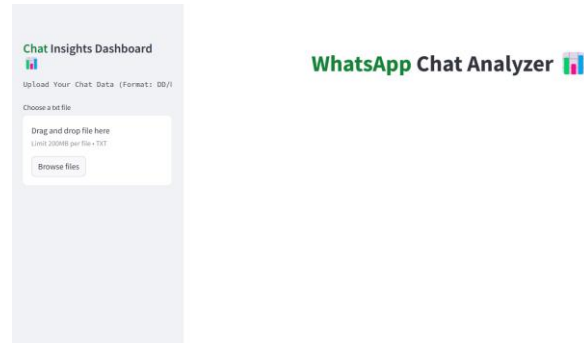 Chat Insights Dashboard
Upload Your Chat Data (Format: DD/
Choose a txt file
Drag and drop file here
Limit 200MB per file • TXT
Browse files
WhatsApp Chat Analyzer